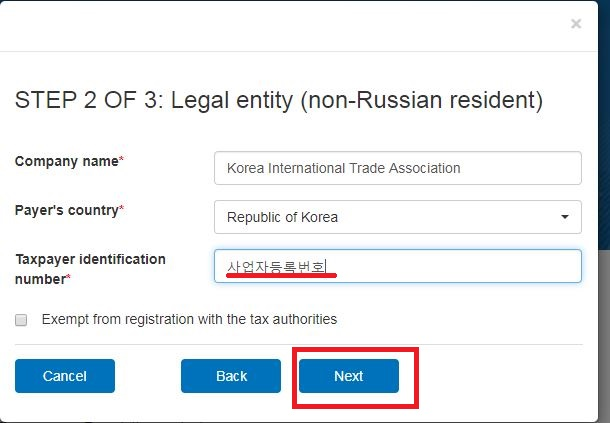 ×
STEP 2 OF 3: Legal entity (non-Russian resident)
Company name*
Korea International Trade Association
Payer's country*
Republic of Korea
Taxpayer identification
number*
사업자등록번호
Exempt from registration with the tax authorities
Cancel
Back
Next